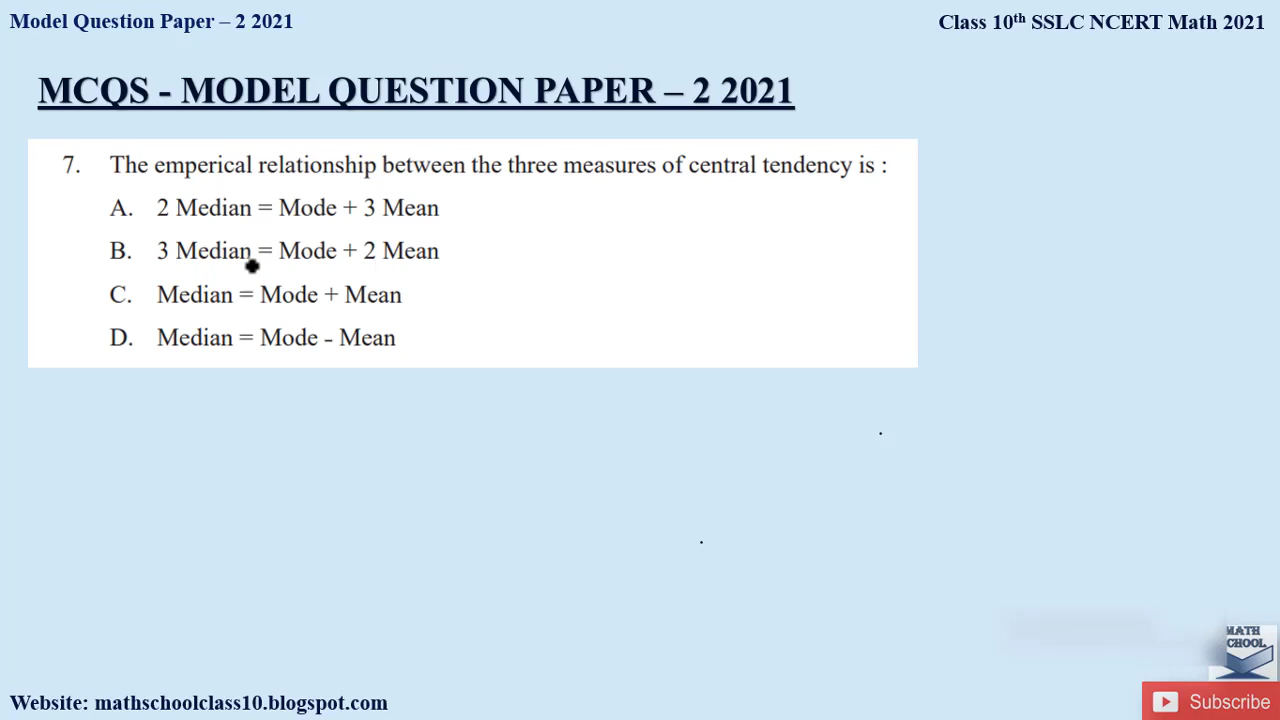 Model Question Paper – 2 2021
Class 10th SSLC NCERT Math 2021
MCQS - MODEL QUESTION PAPER – 2 2021
7. The emperical relationship between the three measures of central tendency is :
A. 2 Median = Mode + 3 Mean
B. 3 Median = Mode + 2 Mean
C. Median = Mode + Mean
D. Median = Mode - Mean
MATH
CHOOL
Website: mathschoolclass10.blogspot.com
Subscribe